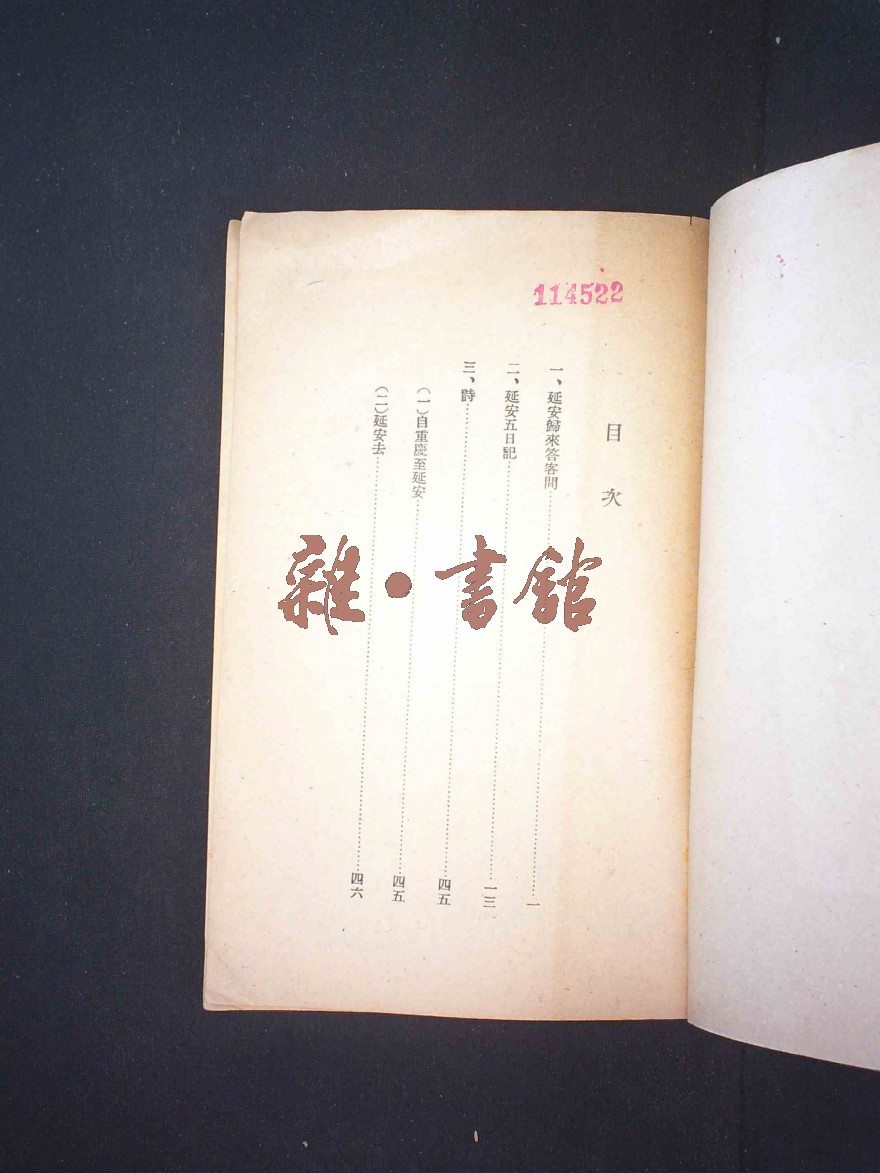 114522
目次
一、延安歸來答客問…………一
二、延安五日記…………一三
三、詩…………四五
（一）自重慶至延安…………四五
（二）延安去…………四六
雜·書館